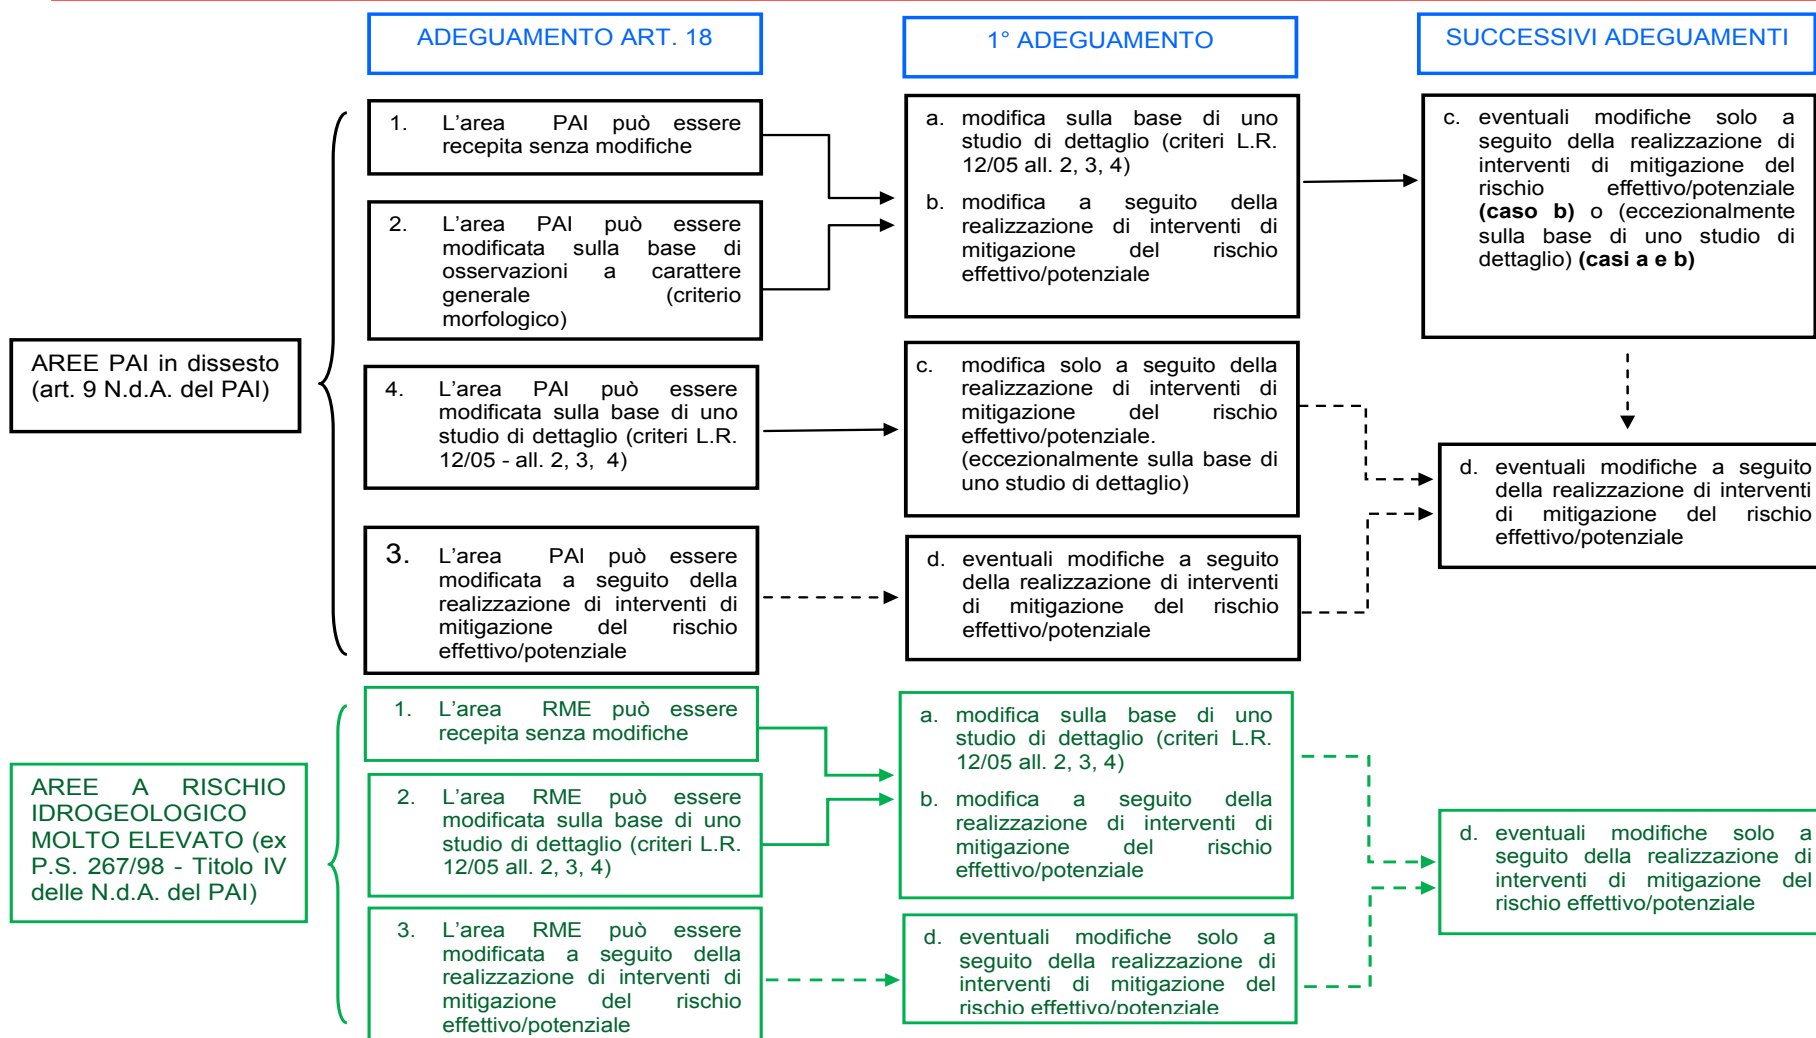 ADEGUAMENTO ART. 18
1° ADEGUAMENTO
SUCCESSIVI ADEGUAMENTI
AREE PAI in dissesto
(art. 9 N.d.A. del PAI)
1. L'area PAI può essere
recepita senza modifiche
2. L'area PAI può essere
modificata sulla base di
osservazioni a carattere
generale (criterio
morfologico)
4. L'area PAI può essere
modificata sulla base di uno
studio di dettaglio (criteri L.R.
12/05 - all. 2, 3, 4)
3. L'area PAI può essere
modificata a seguito della
realizzazione di interventi di
mitigazione del rischio
effettivo/potenziale
a. modifica sulla base di uno
studio di dettaglio (criteri L.R.
12/05 all. 2, 3, 4)
b. modifica a seguito della
realizzazione di interventi di
mitigazione del rischio
effettivo/potenziale
c. modifica solo a seguito della
realizzazione di interventi di
mitigazione del rischio
effettivo/potenziale.
(eccezionalmente sulla base di
uno studio di dettaglio)
d. eventuali modifiche a seguito
della realizzazione di interventi
di mitigazione del rischio
effettivo/potenziale
c. eventuali modifiche solo a
seguito della realizzazione di
interventi di mitigazione del
rischio effettivo/potenziale
(caso b) o (eccezionalmente
sulla base di uno studio di
dettaglio) (casi a e b)
d. eventuali modifiche a seguito
della realizzazione di interventi
di mitigazione del rischio
effettivo/potenziale
AREE A RISCHIO
IDROGEOLOGICO
MOLTO ELEVATO (ex
P.S. 267/98 - Titolo IV
delle N.d.A. del PAI)
1. L'area RME può essere
recepita senza modifiche
2. L'area RME può essere
modificata sulla base di uno
studio di dettaglio (criteri L.R.
12/05 all. 2, 3, 4)
3. L'area RME può essere
modificata a seguito della
realizzazione di interventi di
mitigazione del rischio
effettivo/potenziale
a. modifica sulla base di uno
studio di dettaglio (criteri L.R.
12/05 all. 2, 3, 4)
b. modifica a seguito della
realizzazione di interventi di
mitigazione del rischio
effettivo/potenziale
d. eventuali modifiche solo a
seguito della realizzazione di
interventi di mitigazione del
rischio effettivo/potenziale
d. eventuali modifiche solo a
seguito della realizzazione di
interventi di mitigazione del
rischio effettivo/potenziale